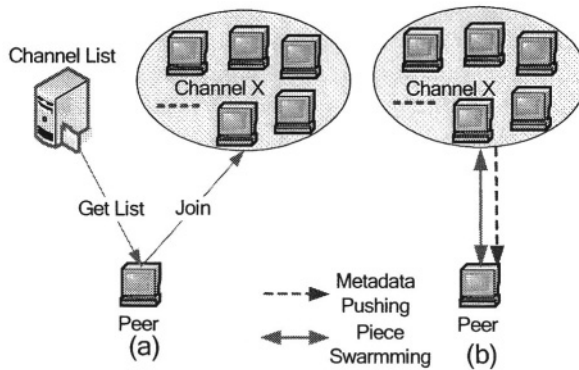 Channel List
Channel X
Get List
Join
Peer
(a)
Channel X
Metadata
Pushing
Piece
Swarmming
Peer
(b)